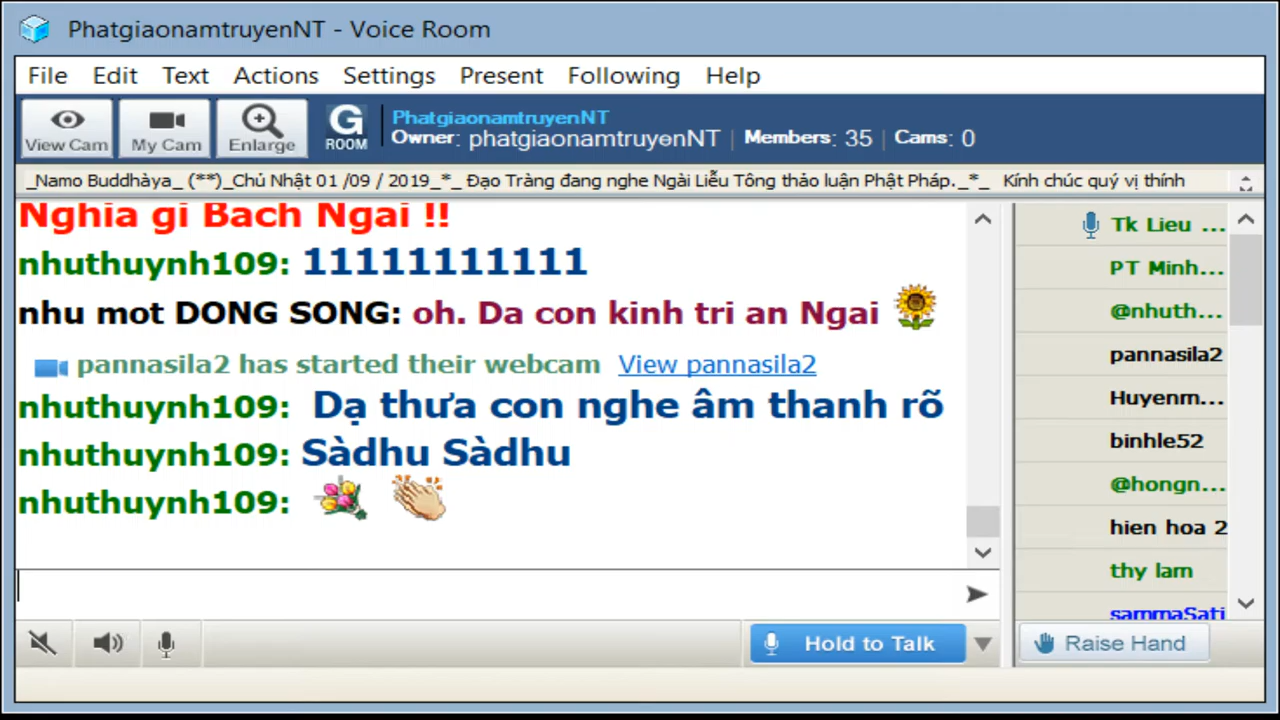 PhatgiaonamtruyenNT - Voice Room
File Edit Text Actions Settings Present Following Help
View Cam My Cam Enlarge G ROOM
PhatgiaonamtruyenNT
Owner: phatgiaonamtruyenNT | Members: 35 | Cams: 0
_Namo Buddhàya_ (**)_Chủ Nhật 01 /09 / 2019_*_ Đạo Tràng đang nghe Ngài Liễu Tông thảo luận Phật Pháp._*_ Kính chúc quý vị thính
Nghia gi Bach Ngai !!
nhuthuynh109: 11111111111
nhu mot DONG SONG: oh. Da con kinh tri an Ngai
pannasila2 has started their webcam View pannasila2
nhuthuynh109: Dạ thưa con nghe âm thanh rõ
nhuthuynh109: Sàdhu Sàdhu
nhuthuynh109:
Tk Lieu ...
PT Minh...
@nhuth...
pannasila2
Huyenm...
binhle52
@hongn...
hien hoa 2
thy lam
sammaSati
Hold to Talk
Raise Hand